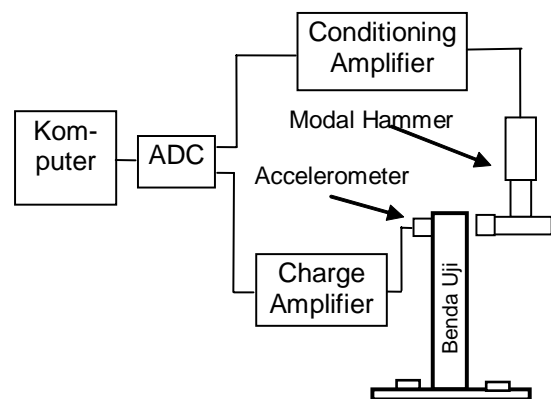 Conditioning
Amplifier
Modal Hammer
Kom-
puter
ADC
Accelerometer
Charge
Amplifier
Benda Uji